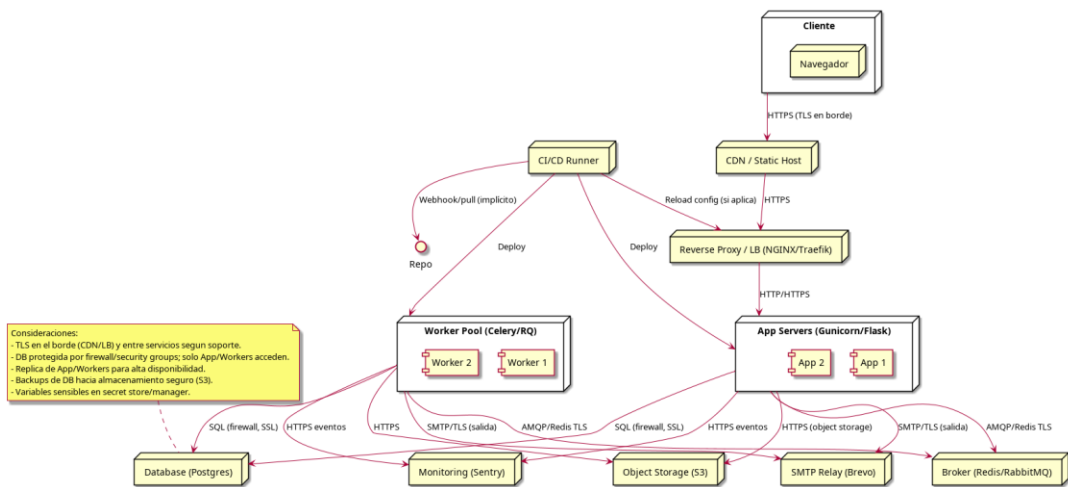 Cliente
Navegador
HTTPS (TLS en borde)
CI/CD Runner
CDN / Static Host
Webhook/pull (implícito)
Reload config (si aplica)
HTTPS
Repo
Deploy
Deploy
Reverse Proxy / LB (NGINX/Traefik)
HTTP/HTTPS
Consideraciones:
- TLS en el borde (CDN/LB) y entre servicios segun soporte.
- DB protegida por firewall/security groups; solo App/Workers acceden.
- Replica de App/Workers para alta disponibilidad.
- Backups de DB hacia almacenamiento seguro (S3).
- Variables sensibles en secret store/manager.
Worker Pool (Celery/RQ)
Worker 2
Worker 1
App Servers (Gunicorn/Flask)
App 2
App 1
SQL (firewall, SSL)
HTTPS eventos
HTTPS
SMTP/TLS (salida)
AMQP/Redis TLS
SQL (firewall, SSL)
HTTPS eventos
HTTPS (object storage)
SMTP/TLS (salida)
AMQP/Redis TLS
Database (Postgres)
Monitoring (Sentry)
Object Storage (S3)
SMTP Relay (Brevo)
Broker (Redis/RabbitMQ)